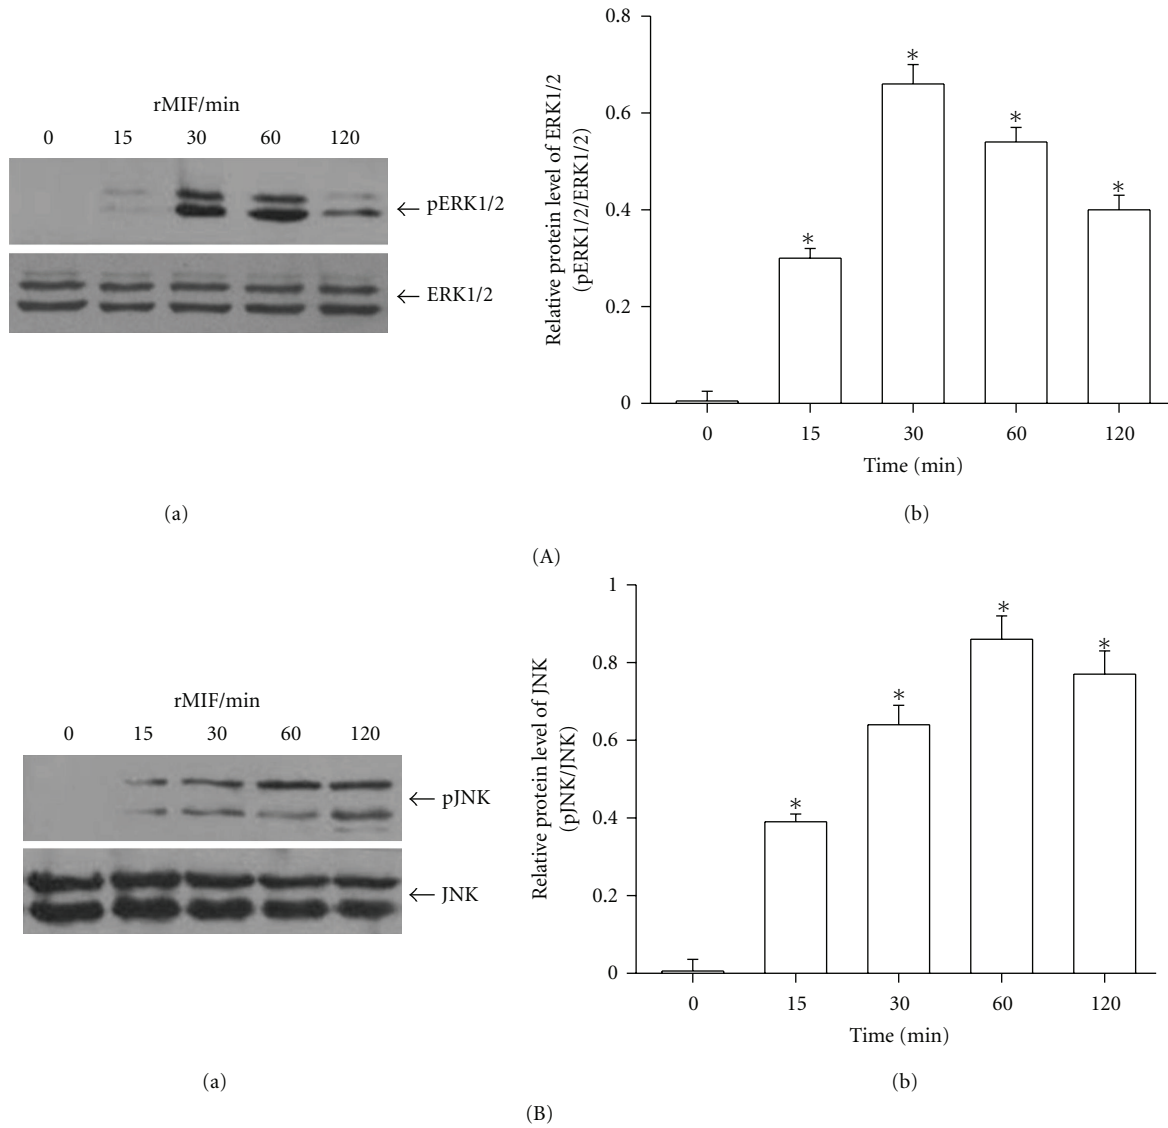 rMIF/min
0 15 30 60 120
← pERK1/2
← ERK1/2
(a)
Relative protein level of ERK1/2
(pERK1/2/ERK1/2)
0.8
0.6
0.4
0.2
0
* * * *
0 15 30 60 120
Time (min)
(b)
(A)
rMIF/min
0 15 30 60 120
← pJNK
← JNK
(a)
Relative protein level of JNK
(pJNK/JNK)
1
0.8
0.6
0.4
0.2
0
* * * *
0 15 30 60 120
Time (min)
(b)
(B)